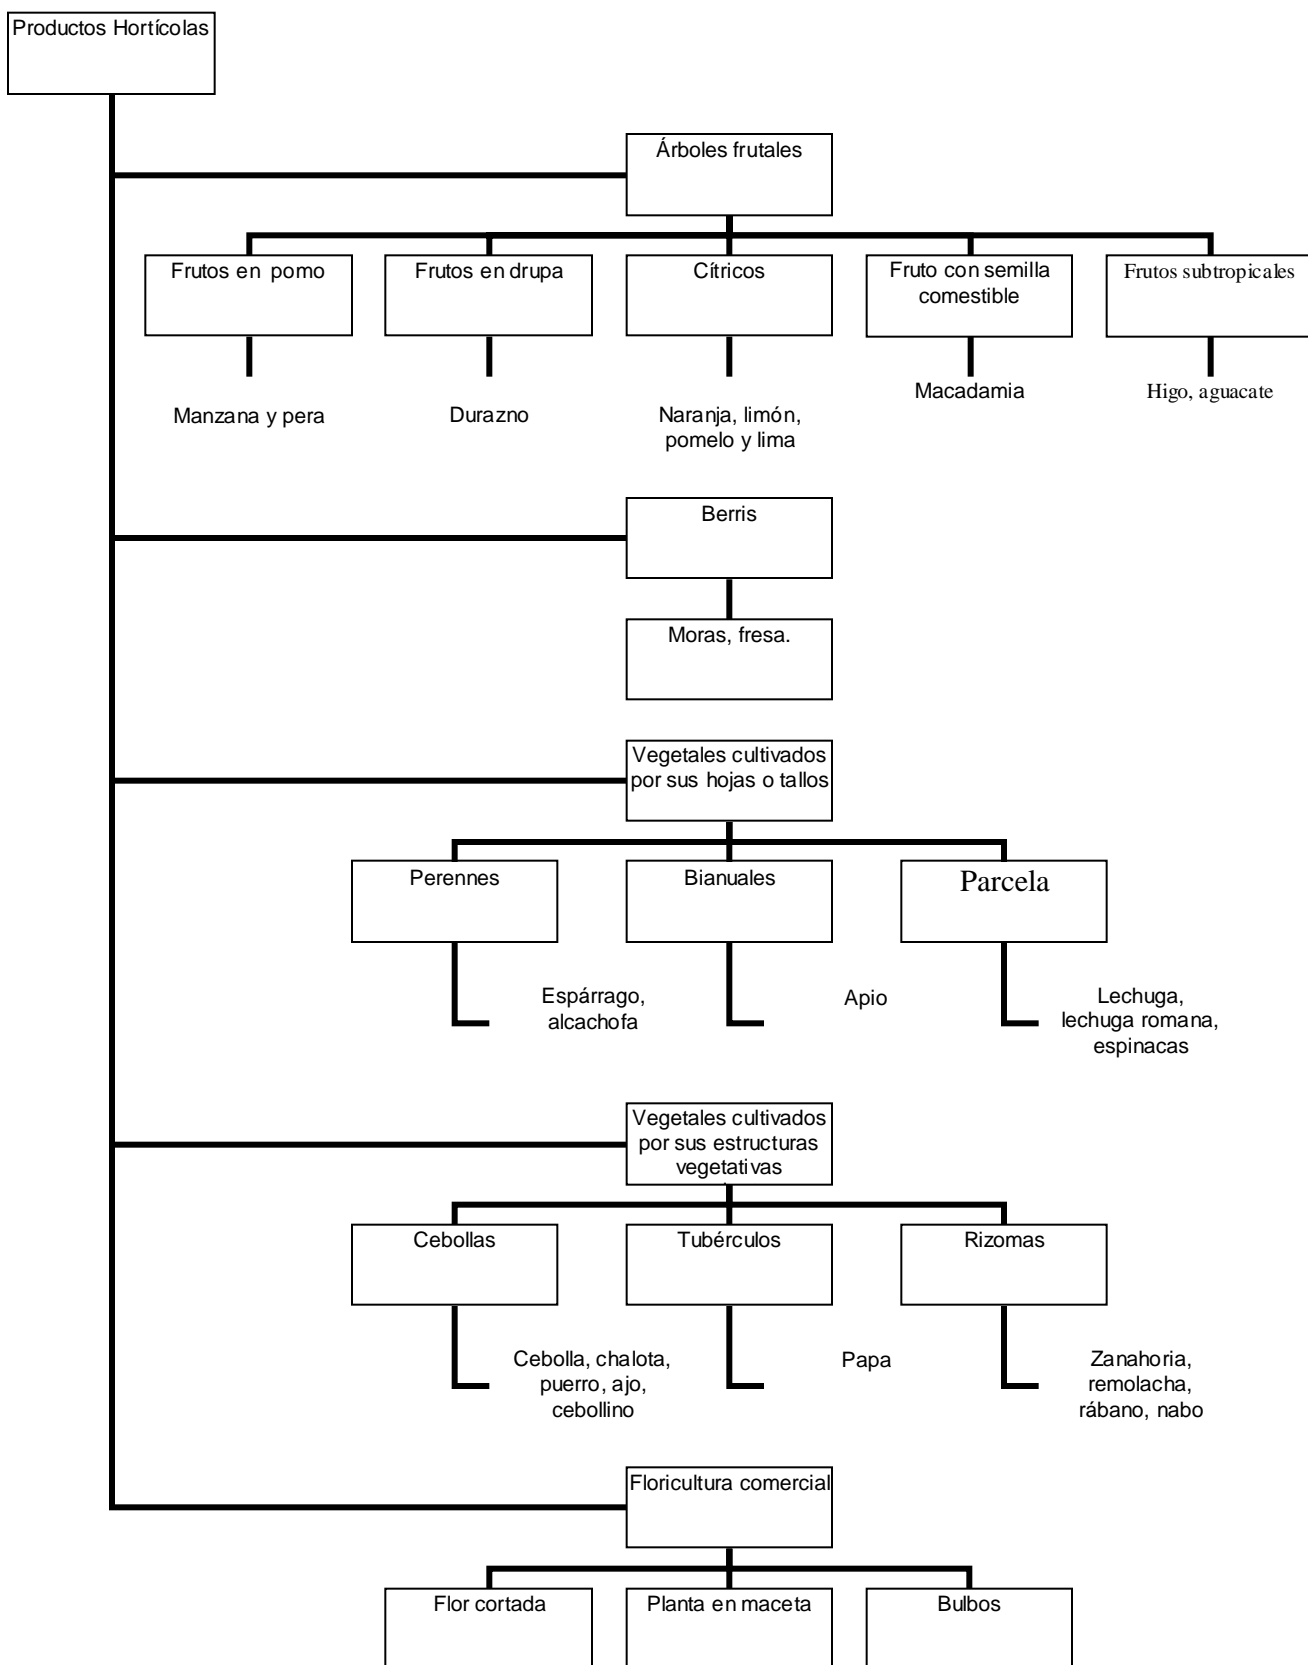 Productos Hortícolas
Árboles frutales
Frutos en pomo
Frutos en drupa
Cítricos
Fruto con semilla
comestible
Frutos subtropicales
Manzana y pera
Durazno
Naranja, limón,
pomelo y lima
Macadamia
Higo, aguacate
Berris
Moras, fresa.
Vegetales cultivados
por sus hojas o tallos
Perennes
Bianuales
Parcela
Espárrago,
alcachofa
Apio
Lechuga,
lechuga romana,
espinacas
Vegetales cultivados
por sus estructuras
vegetativas
Cebollas
Tubérculos
Rizomas
Cebolla, chalota,
puerro, ajo,
cebollino
Papa
Zanahoria,
remolacha,
rábano, nabo
Floricultura comercial
Flor cortada
Planta en maceta
Bulbos